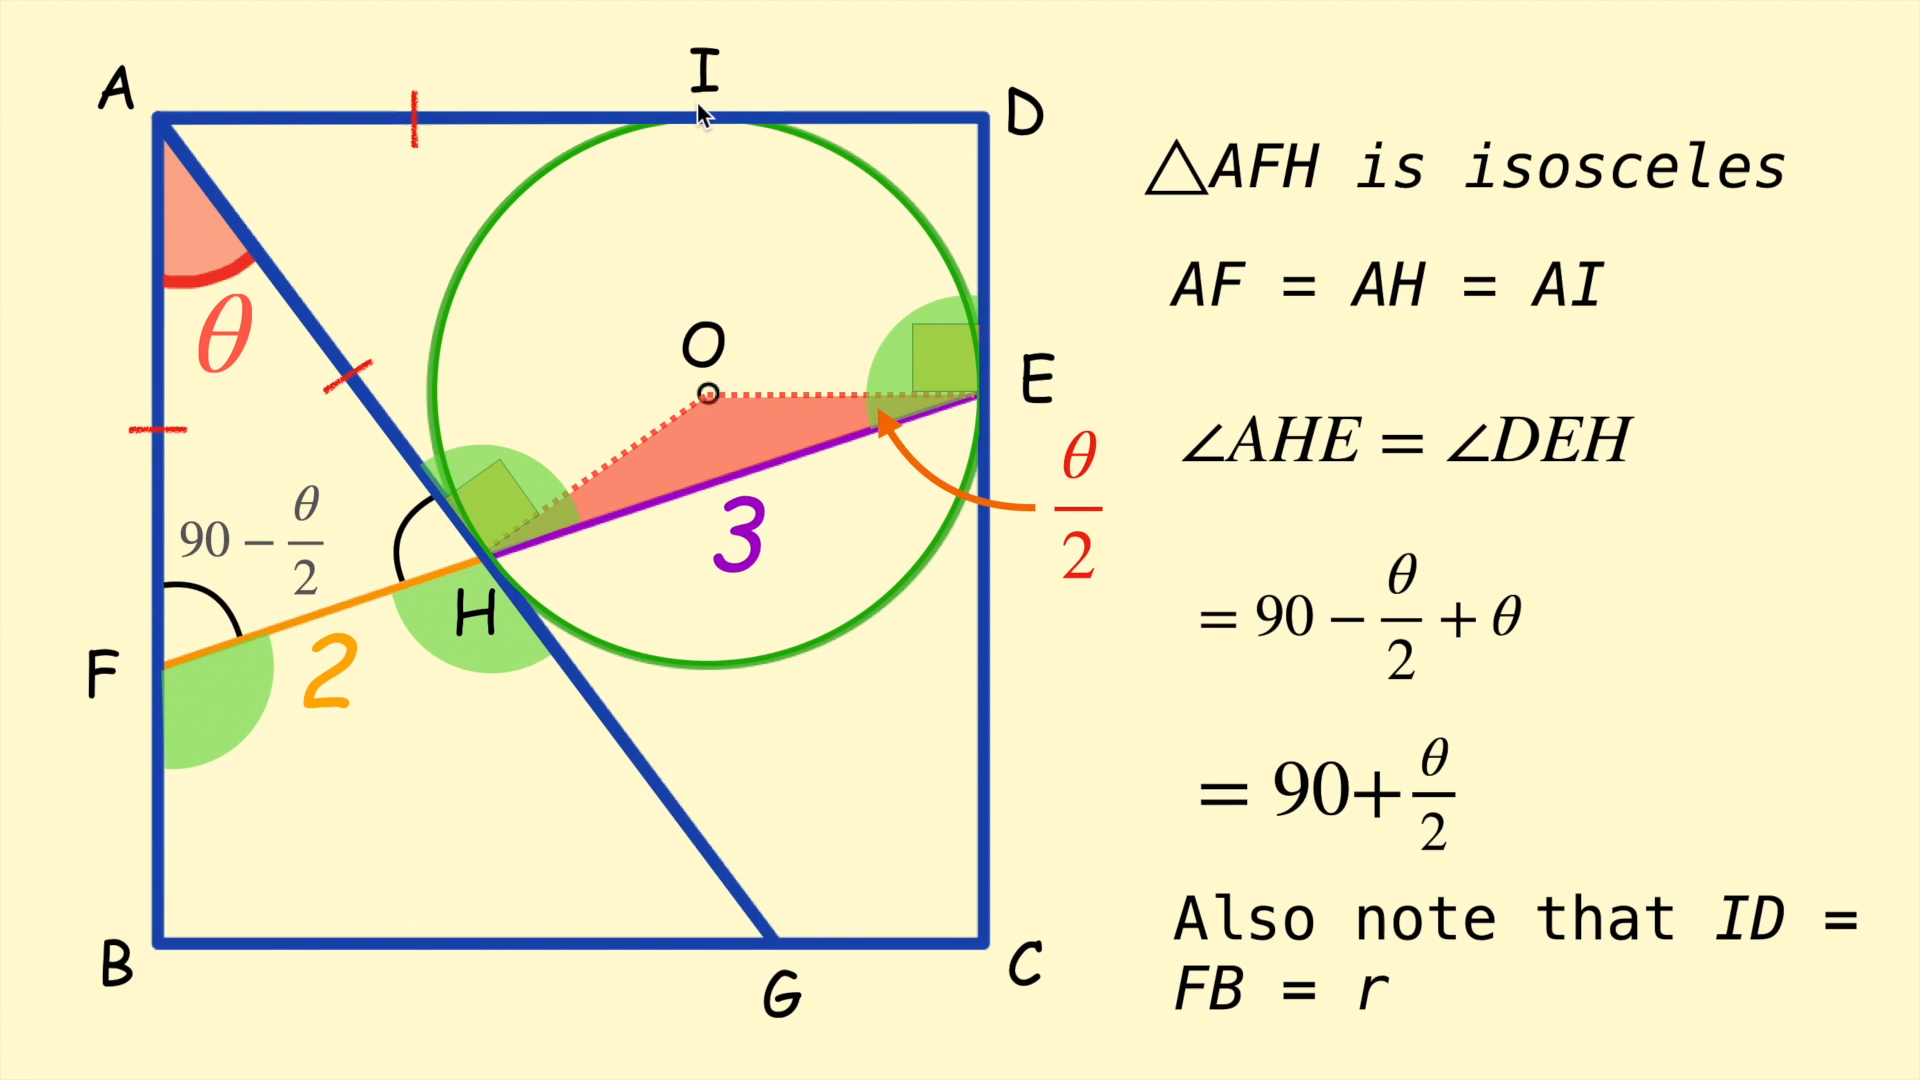 A
I
D
△AFH is isosceles
AF = AH = AI
θ
O
E
∠AHE = ∠DEH
θ/2
90 − θ/2
3
= 90 − θ/2 + θ
H
F
2
= 90+θ/2
B
G
C
Also note that ID =
FB = r